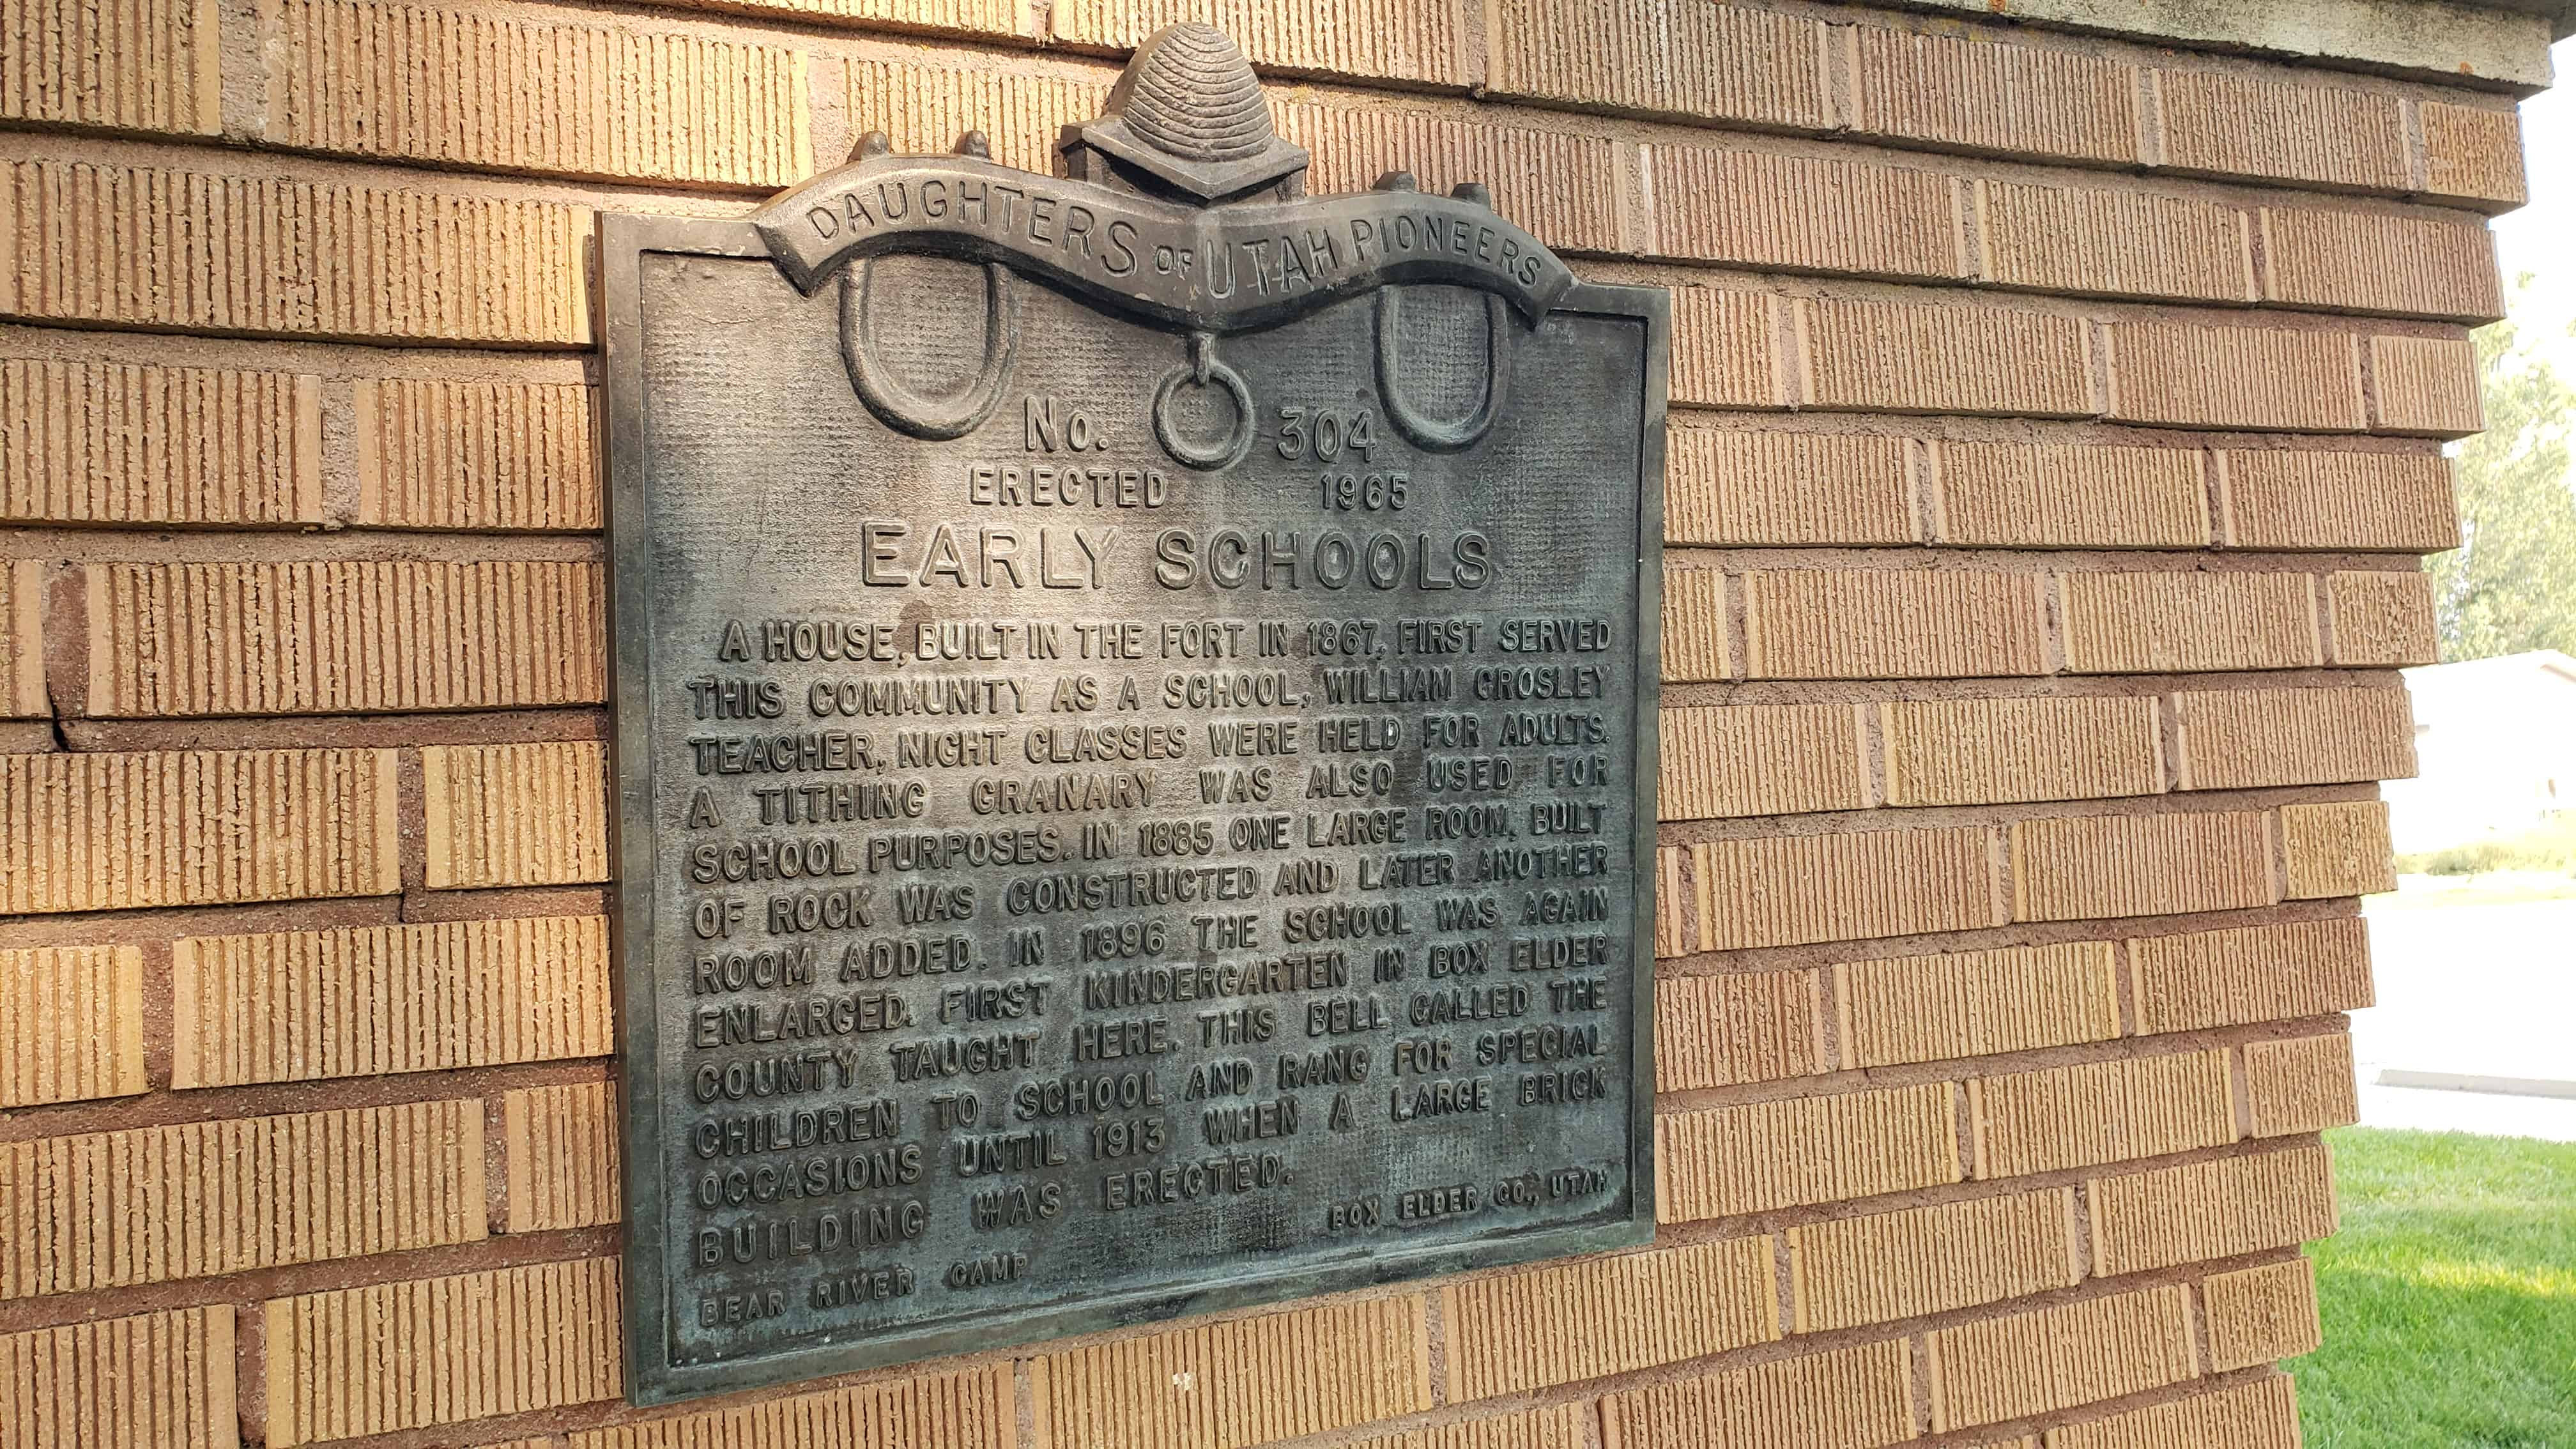 DAUGHTERS OF UTAH PIONEERS
No. 304
ERECTED 1965
EARLY SCHOOLS
A HOUSE, BUILT IN THE FORT IN 1867, FIRST SERVED
THIS COMMUNITY AS A SCHOOL, WILLIAM CROSLEY
TEACHER, NIGHT CLASSES WERE HELD FOR ADULTS.
A TITHING GRANARY WAS ALSO USED FOR
SCHOOL PURPOSES. IN 1885 ONE LARGE ROOM, BUILT
OF ROCK WAS CONSTRUCTED AND LATER ANOTHER
ROOM ADDED. IN 1896 THE SCHOOL WAS AGAIN
ENLARGED. FIRST KINDERGARTEN IN BOX ELDER
COUNTY TAUGHT HERE. THIS BELL CALLED THE
CHILDREN TO SCHOOL AND RANG FOR SPECIAL
OCCASIONS UNTIL 1913 WHEN A LARGE BRICK
BUILDING WAS ERECTED.
BEAR RIVER CAMP BOX ELDER CO., UTAH